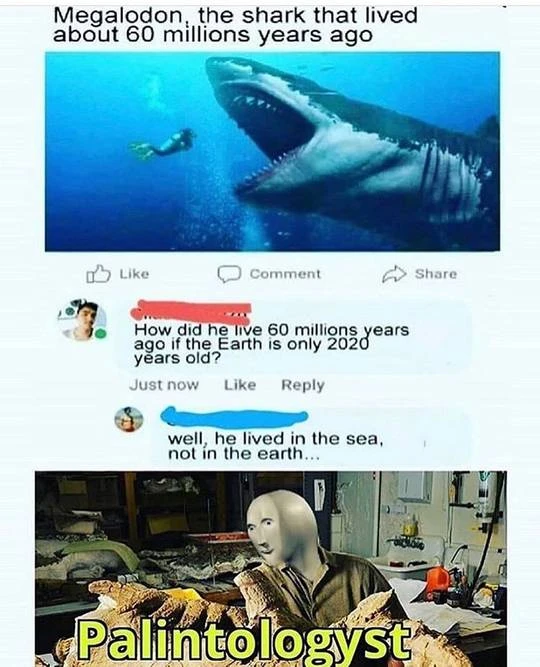 Megalodon, the shark that lived
about 60 millions years ago
Like Comment Share
How did he live 60 millions years
ago if the Earth is only 2020
years old?
Just now Like Reply
well, he lived in the sea,
not in the earth...
Palintologyst